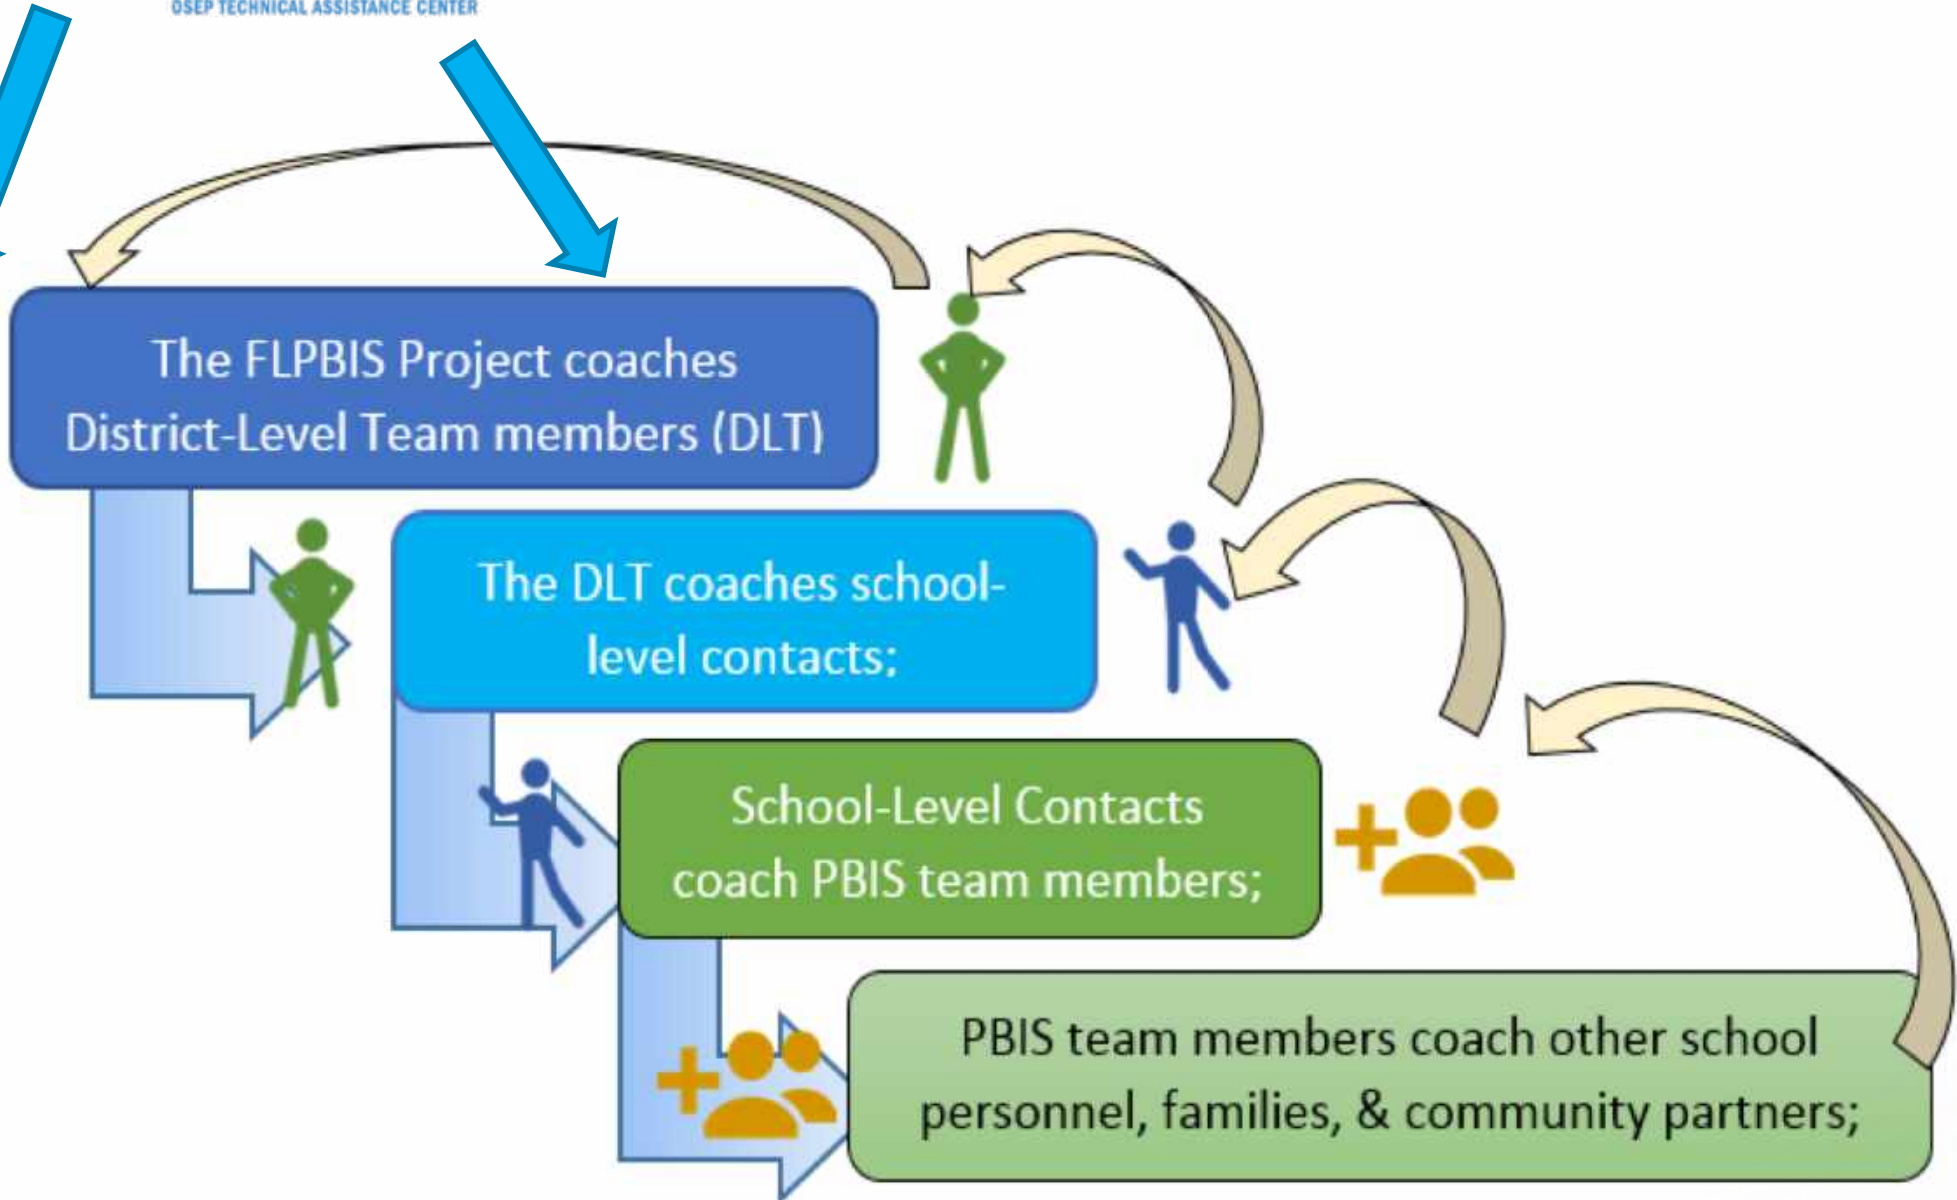 OSEP TECHNICAL ASSISTANCE CENTER
The FLPBIS Project coaches
District-Level Team members (DLT)
The DLT coaches school-
level contacts;
School-Level Contacts
coach PBIS team members;
PBIS team members coach other school
personnel, families, & community partners;